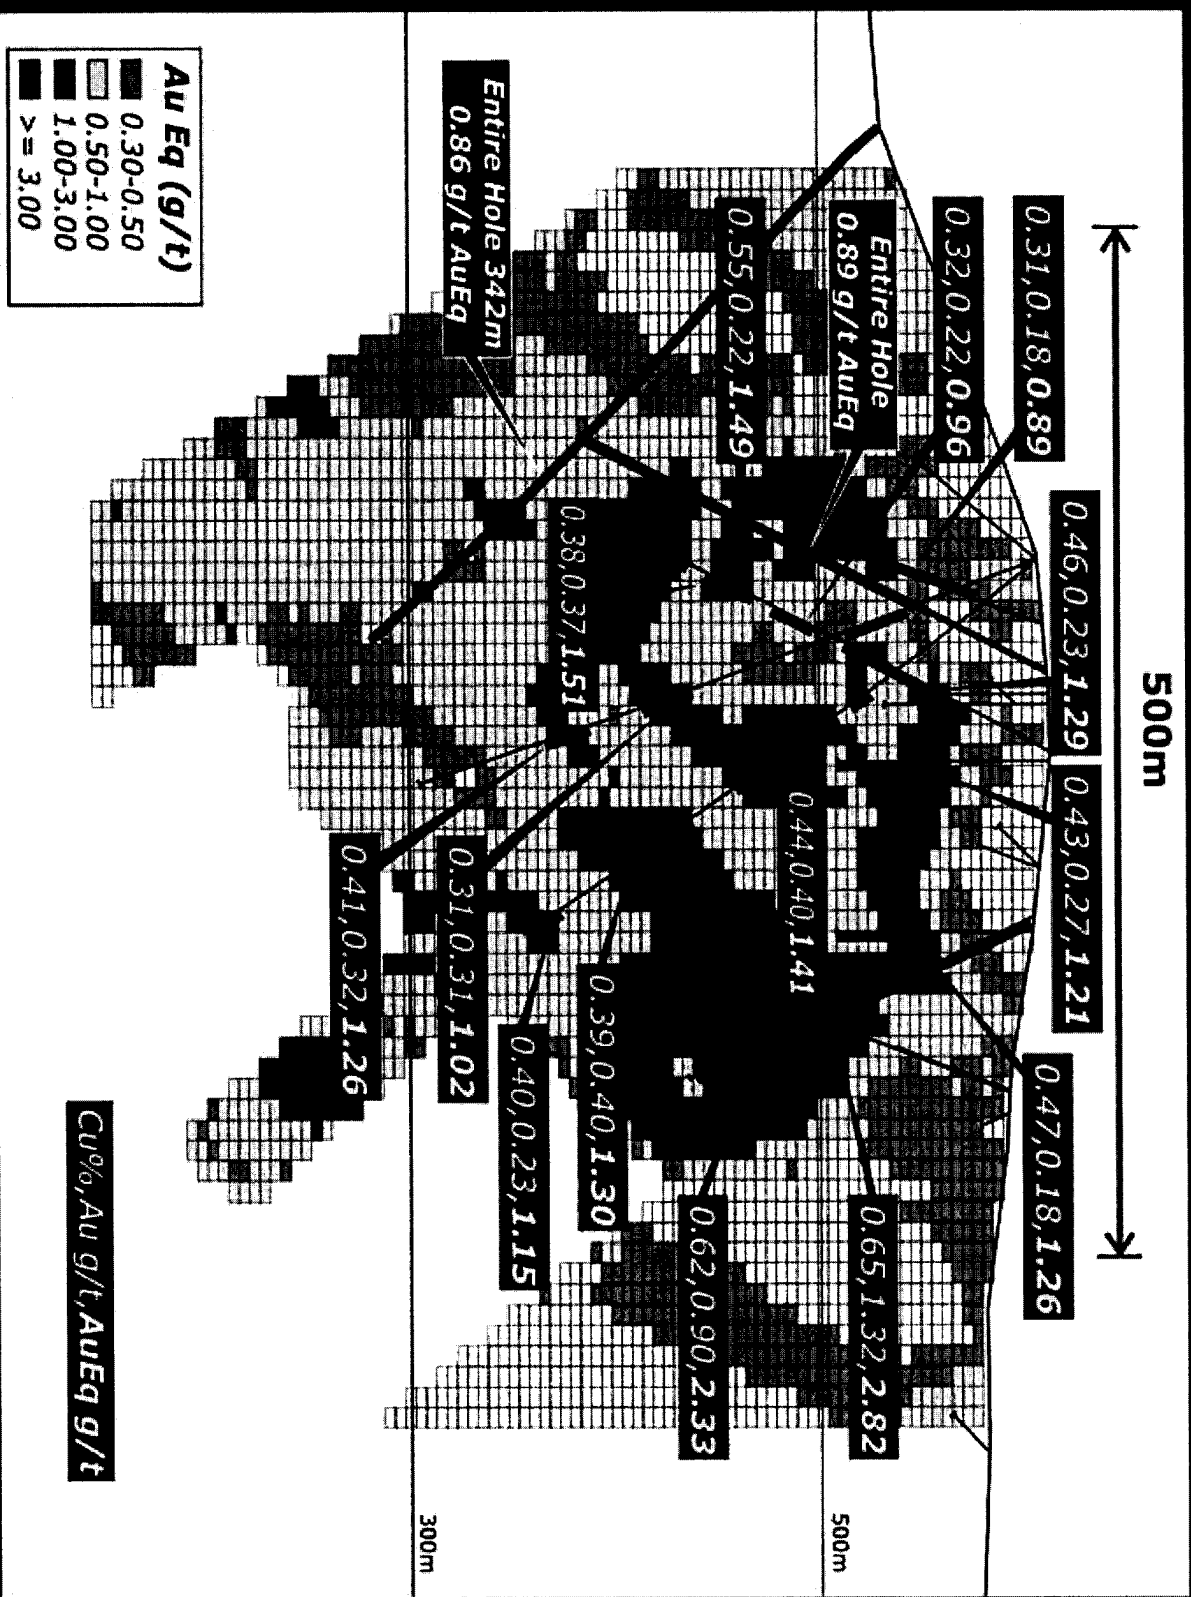 500m
0.46,0.23,1.29
0.43,0.27,1.21
0.31,0.18,0.89
0.47,0.18,1.26
0.32,0.22,0.96
Entire Hole
0.89 g/t AuEq
0.65,1.32,2.82
500m
0.44,0.40,1.41
0.55,0.22,1.49
0.62,0.90,2.33
0.39,0.40,1.30
0.38,0.37,1.51
0.40,0.23,1.15
Entire Hole 342m
0.86 g/t AuEq
0.31,0.31,1.02
300m
0.41,0.32,1.26
Au Eq (g/t)
0.30-0.50
0.50-1.00
1.00-3.00
>= 3.00
Cu%,Au g/t,AuEq g/t